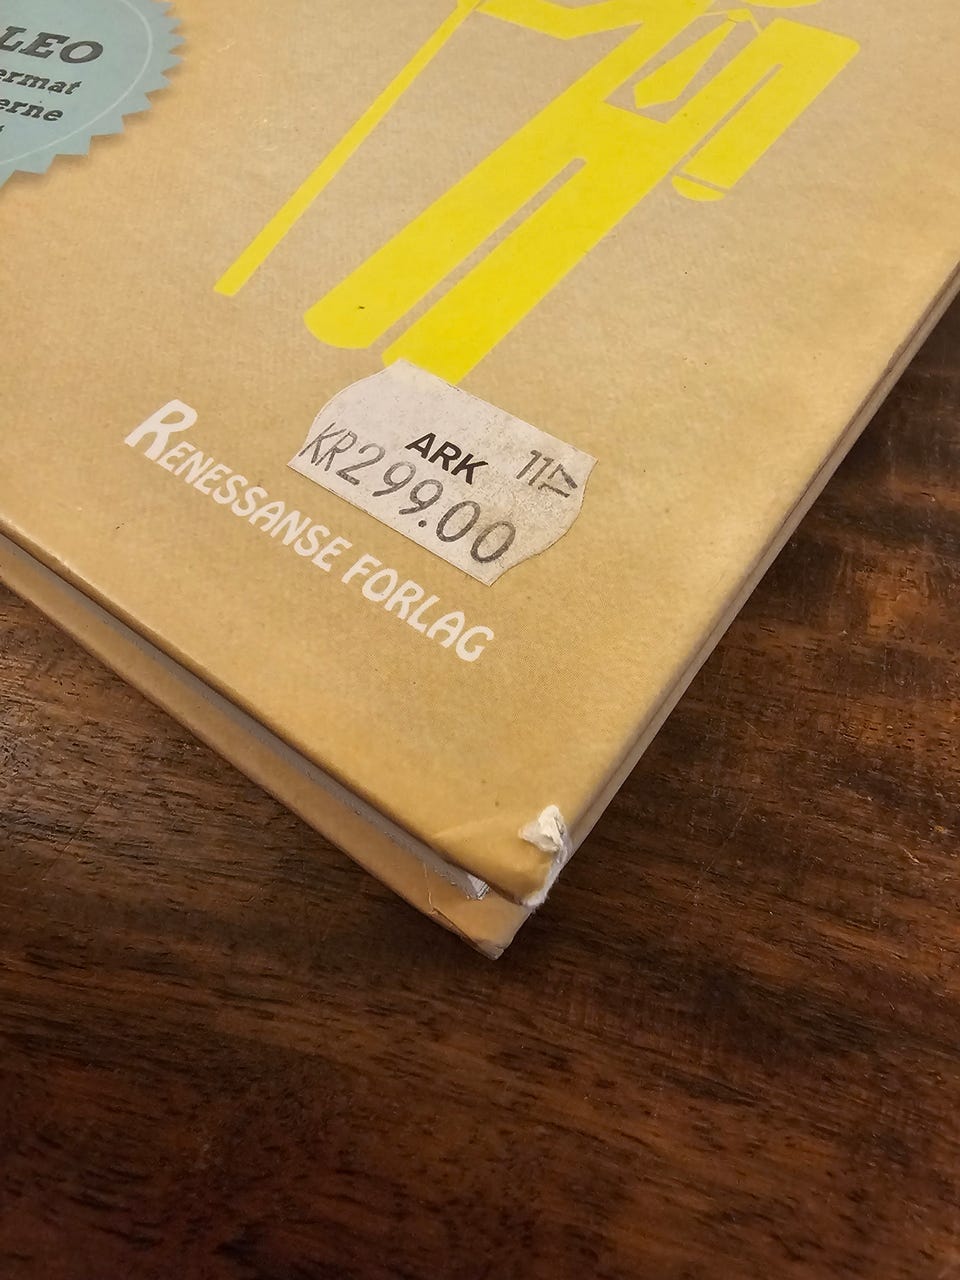 LEO
ermat
erne
ARK
KR299.00
RENESSANSE FORLAG